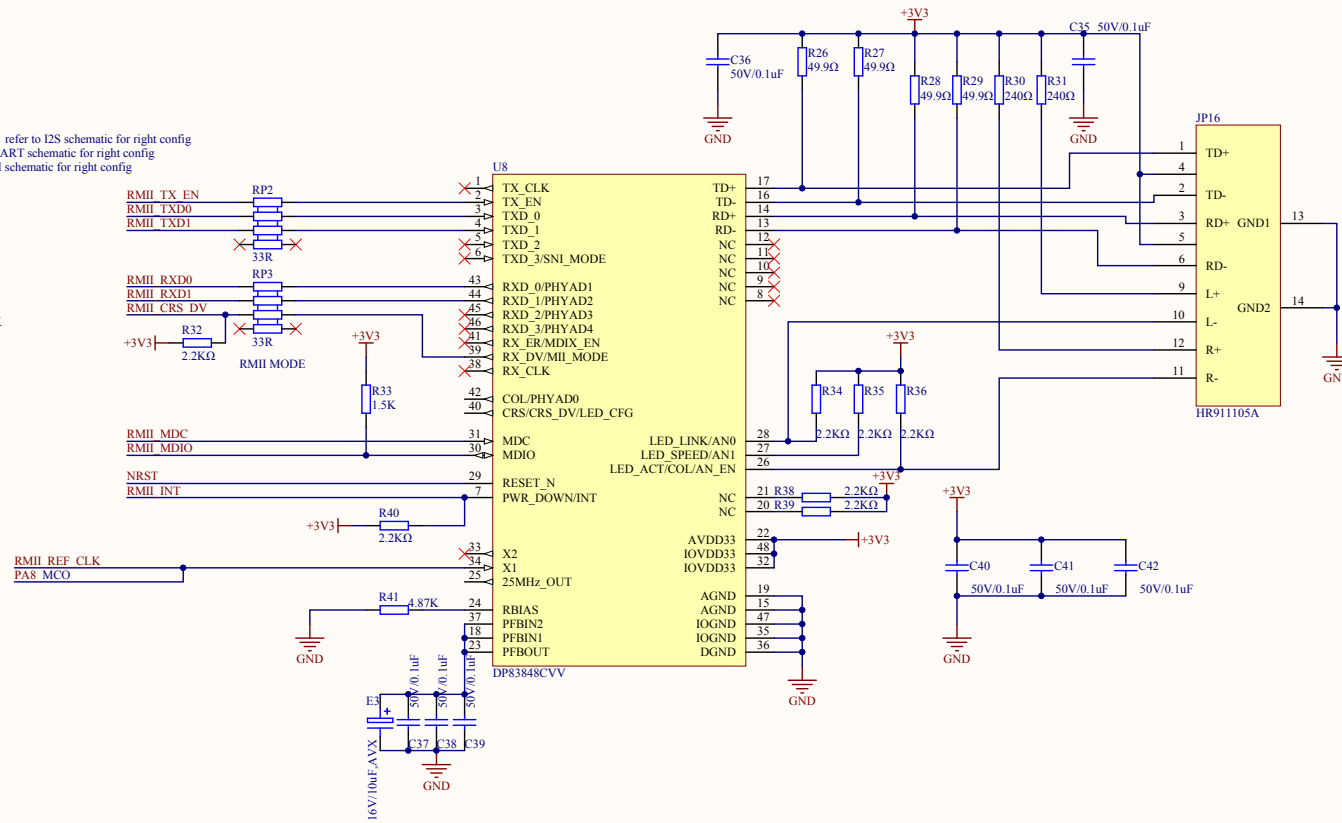 refer to I2S schematic for right config
ART schematic for right config
schematic for right config
+3V3
C35 50V/0.1uF
C36
50V/0.1uF
GND
R26
49.9Ω
R27
49.9Ω
R28
49.9Ω
R29
49.9Ω
R30
240Ω
R31
240Ω
GND
JP16
1 TD+
4
2 TD-
3 RD+ GND1 13
5
6 RD-
9 L+
10 L- GND2 14
12 R+
11 R-
HR911105A
GN
U8
1 TX_CLK
2 TX_EN
3 TXD_0
4 TXD_1
5 TXD_2
6 TXD_3/SNI_MODE
43 RXD_0/PHYAD1
44 RXD_1/PHYAD2
45 RXD_2/PHYAD3
46 RXD_3/PHYAD4
41 RX_ER/MDIX_EN
39 RX_DV/MII_MODE
38 RX_CLK
42 COL/PHYAD0
40 CRS/CRS_DV/LED_CFG
31 MDC
30 MDIO
29 RESET_N
7 PWR_DOWN/INT
33 X2
34 X1
25 25MHz_OUT
24 RBIAS
37 PFBIN2
18 PFBIN1
23 PFBOUT
DP83848CVV
TD+ 17
TD- 16
RD+ 14
RD- 13
NC 12
NC 11
NC 10
NC 9
NC 8
LED_LINK/AN0 28
LED_SPEED/AN1 27
LED_ACT/COL/AN_EN 26
NC 21
NC 20
AVDD33 22
IOVDD33 48
IOVDD33 32
AGND 19
AGND 15
IOGND 47
IOGND 35
DGND 36
RMII_TX_EN
RMII_TXD0
RMII_TXD1
RP2
33R
RMII_RXD0
RMII_RXD1
RMII_CRS_DV
RP3
33R
RMII MODE
+3V3
R32
2.2KΩ
+3V3
R33
1.5K
RMII_MDC
RMII_MDIO
NRST
RMII_INT
+3V3
R40
2.2KΩ
RMII_REF_CLK
PA8_MCO
R41
4.87K
GND
E3
+
16V/10uF,AVX
50V/0.1uF
50V/0.1uF
50V/0.1uF
C37
C38
C39
GND
+3V3
R34
R35
R36
2.2KΩ
2.2KΩ
2.2KΩ
+3V3
R38 2.2KΩ
R39 2.2KΩ
+3V3
GND
+3V3
C40
C41
C42
50V/0.1uF
50V/0.1uF
50V/0.1uF
GND